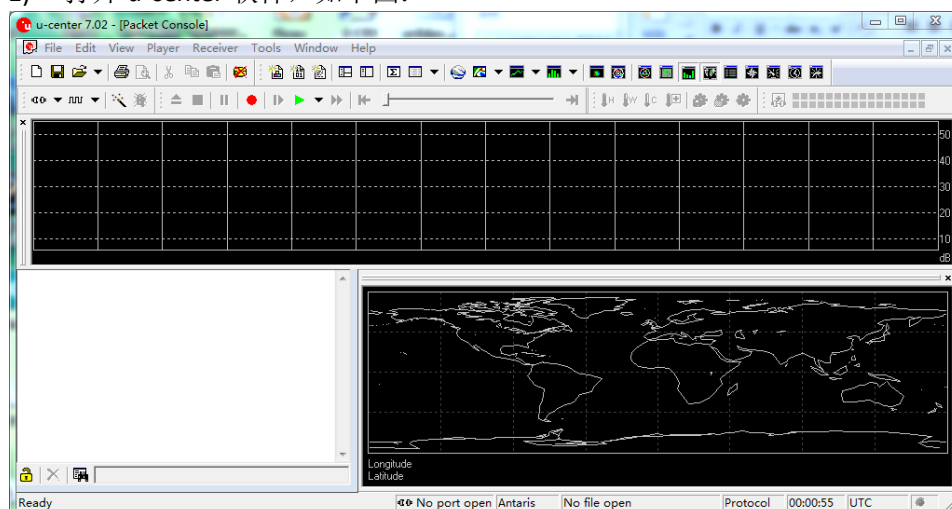 u-center 7.02 - [Packet Console]
File Edit View Player Receiver Tools Window Help
50
40
30
20
10
dB
Longitude
Latitude
Ready
No port open
Antaris
No file open
Protocol
00:00:55
UTC